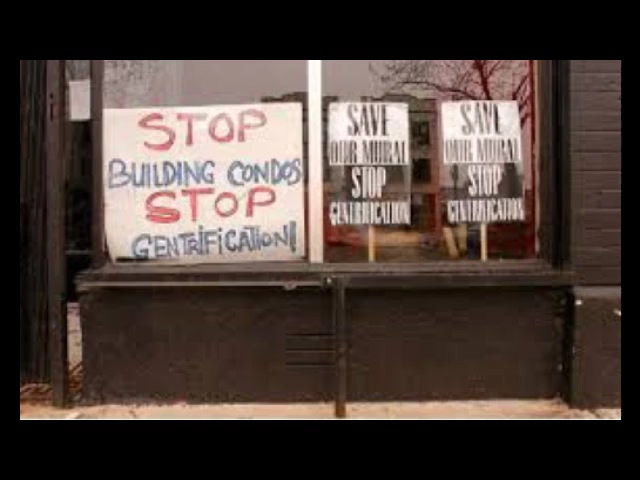 STOP
BUILDING CONDOS
STOP
GENTRIFICATION!
SAVE
OUR MURAL
STOP
GENTRIFICATION
SAVE
OUR MURAL
STOP
GENTRIFICATION